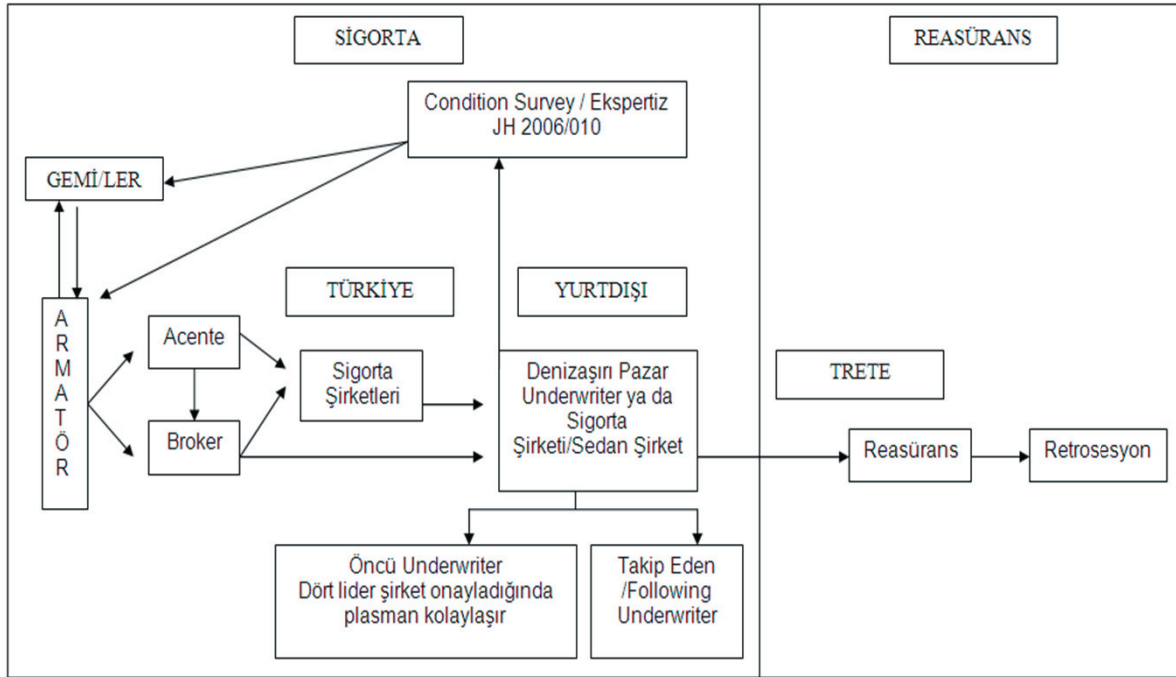 SİGORTA
REASÜRANS
Condition Survey / Ekspertiz
JH 2006/010
GEMİ/LER
TÜRKİYE
YURTDIŞI
ARMATÖR
Acente
Broker
Sigorta
Şirketleri
Denizaşırı Pazar
Underwriter ya da
Sigorta
Şirketi/Sedan Şirket
TRETE
Reasürans
Retrosesyon
Öncü Underwriter
Dört lider şirket onayladığında
plasman kolaylaşır
Takip Eden
/Following
Underwriter